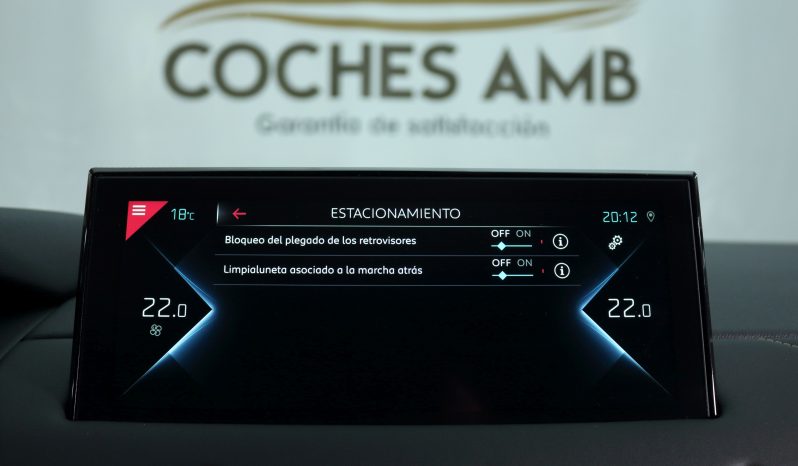 COCHES AMB
Garantía de satisfacción
18°C
ESTACIONAMIENTO
20:12
Bloqueo del plegado de los retrovisores
OFF ON
Limpialuneta asociado a la marcha atrás
OFF ON
22.0
22.0